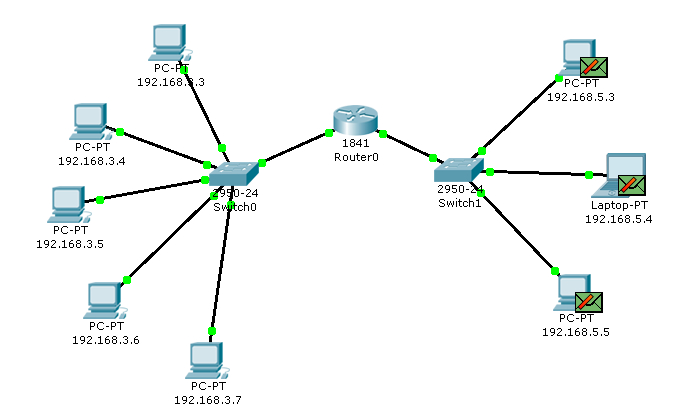 PC-PT
192.168.3.3
PC-PT
192.168.5.3
PC-PT
192.168.3.4
1841
Router0
2950-24
Switch0
2950-24
Switch1
Laptop-PT
192.168.5.4
PC-PT
192.168.3.5
PC-PT
192.168.3.6
PC-PT
192.168.5.5
PC-PT
192.168.3.7